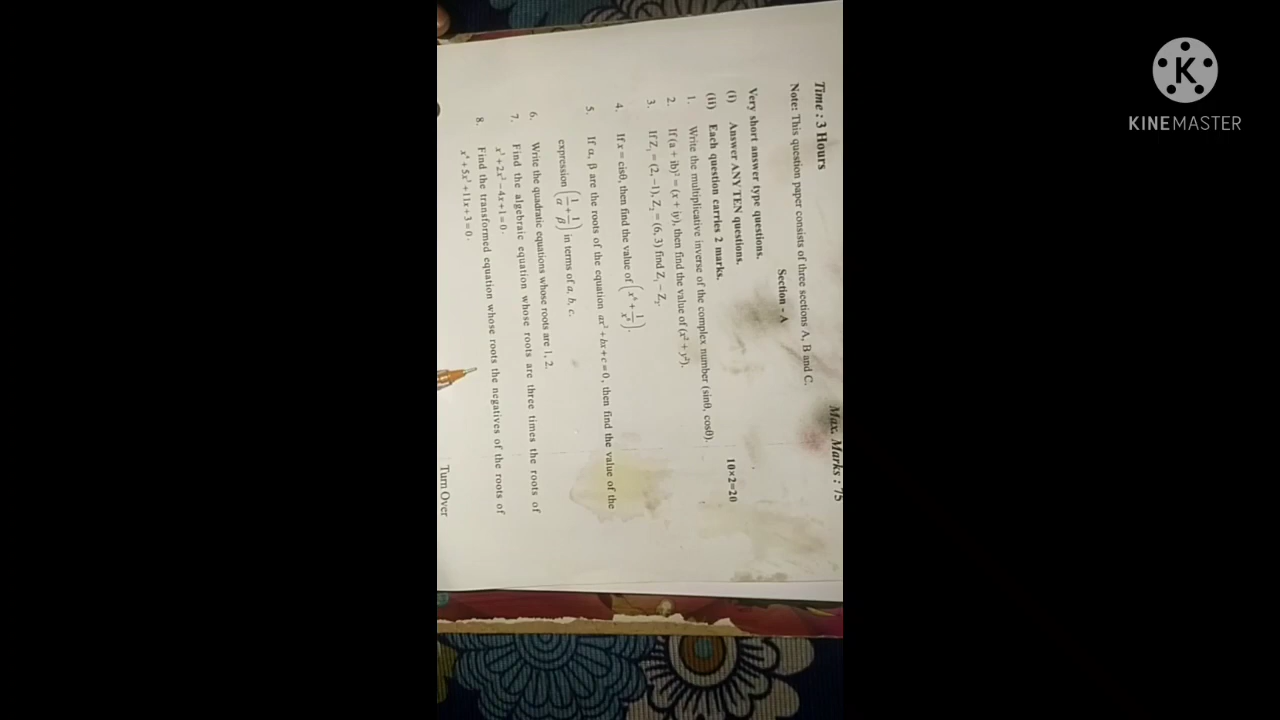 KINEMASTER
Time : 3 Hours
Max. Marks : 75
Note: This question paper consists of three sections A, B and C.
Section - A
Very short answer type questions.
10×2=20
(i) Answer ANY TEN questions.
(ii) Each question carries 2 marks.
1. Write the multiplicative inverse of the complex number (sinθ, cosθ).
2. If (a + ib)² = (x + iy), then find the value of (x² + y²).
3. If Z₁ = (2, −1), Z₂ = (6, 3) find Z₁ − Z₂.
4. If x = cisθ, then find the value of (x⁶ + 1/x⁶).
5. If α, β are the roots of the equation ax² + bx + c = 0, then find the value of the
expression (1/α + 1/β) in terms of a, b, c.
6. Write the quadratic equations whose roots are 1, 2.
7. Find the algebraic equation whose roots are three times the roots of
x³ + 2x² − 4x + 1 = 0.
8. Find the transformed equation whose roots the negatives of the roots of
x⁴ + 5x³ + 11x + 3 = 0.
Turn Over